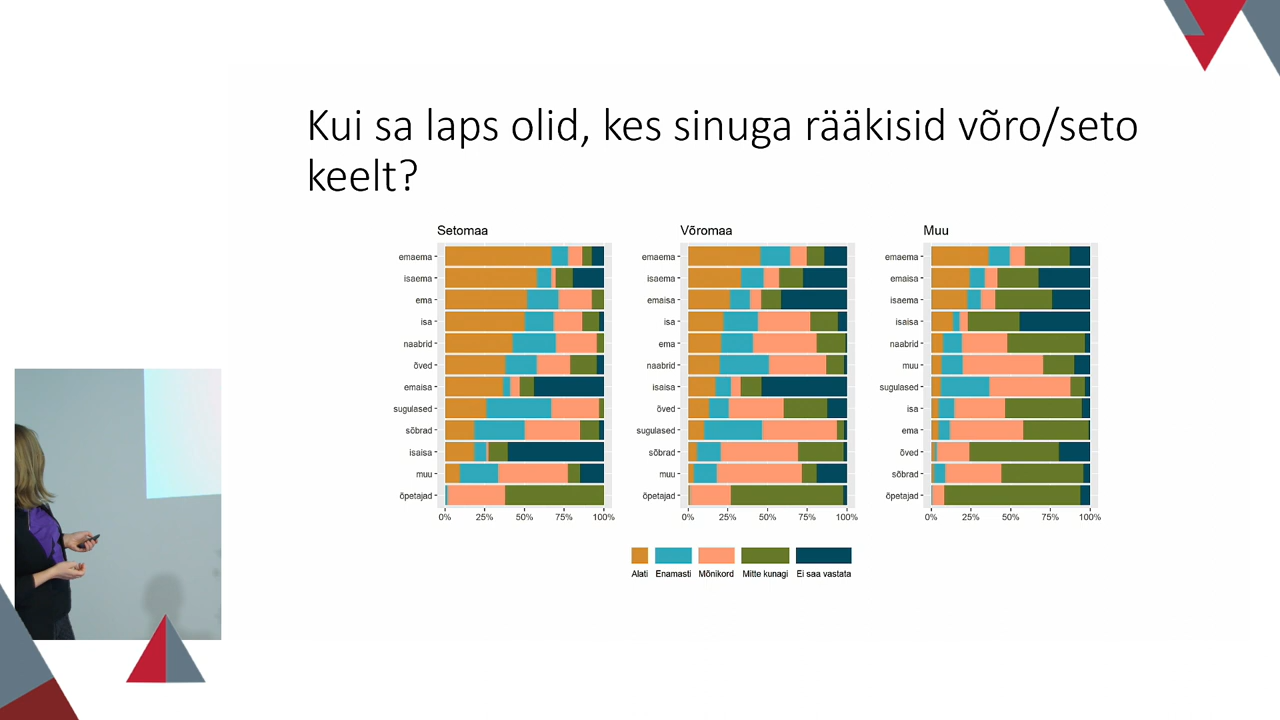 Kui sa laps olid, kes sinuga rääkisid võro/seto
keelt?
Setomaa
emaema
isaema
ema
isa
naabrid
õved
emaisa
sugulased
sõbrad
isaisa
muu
õpetajad
0% 25% 50% 75% 100%
Võromaa
emaema
isaema
emaisa
isa
ema
naabrid
isaisa
õved
sugulased
sõbrad
muu
õpetajad
0% 25% 50% 75% 100%
Muu
emaema
emaisa
isaema
isaisa
naabrid
muu
sugulased
isa
ema
õved
sõbrad
õpetajad
0% 25% 50% 75% 100%
Alati Enamasti Mõnikord Mitte kunagi Ei saa vastata